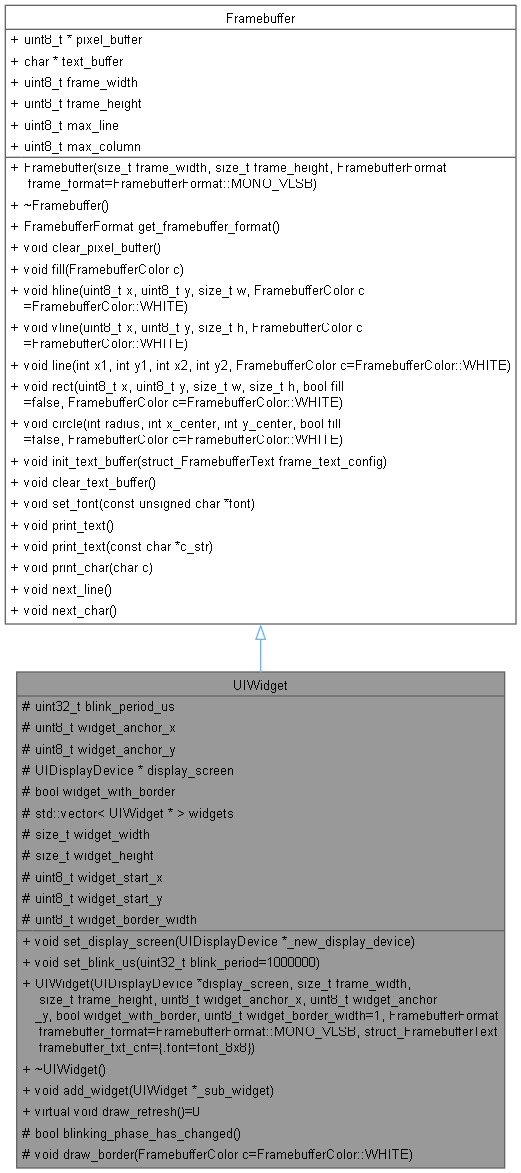 Framebuffer
+ uint8_t * pixel_buffer
+ char * text_buffer
+ uint8_t frame_width
+ uint8_t frame_height
+ uint8_t max_line
+ uint8_t max_column
+ Framebuffer(size_t frame_width, size_t frame_height, FramebufferFormat
frame_format=FramebufferFormat::MONO_VLSB)
+ ~Framebuffer()
+ FramebufferFormat get_framebuffer_format()
+ void clear_pixel_buffer()
+ void fill(FramebufferColor c)
+ void hline(uint8_t x, uint8_t y, size_t w, FramebufferColor c
=FramebufferColor::WHITE)
+ void vline(uint8_t x, uint8_t y, size_t h, FramebufferColor c
=FramebufferColor::WHITE)
+ void line(int x1, int y1, int x2, int y2, FramebufferColor c=FramebufferColor::WHITE)
+ void rect(uint8_t x, uint8_t y, size_t w, size_t h, bool fill
=false, FramebufferColor c=FramebufferColor::WHITE)
+ void circle(int radius, int x_center, int y_center, bool fill
=false, FramebufferColor c=FramebufferColor::WHITE)
+ void init_text_buffer(struct_FramebufferText frame_text_config)
+ void clear_text_buffer()
+ void set_font(const unsigned char *font)
+ void print_text()
+ void print_text(const char *c_str)
+ void print_char(char c)
+ void next_line()
+ void next_char()
UIWidget
# uint32_t blink_period_us
# uint8_t widget_anchor_x
# uint8_t widget_anchor_y
# UIDisplayDevice * display_screen
# bool widget_with_border
# std::vector< UIWidget * > widgets
# size_t widget_width
# size_t widget_height
# uint8_t widget_start_x
# uint8_t widget_start_y
# uint8_t widget_border_width
+ void set_display_screen(UIDisplayDevice *_new_display_device)
+ void set_blink_us(uint32_t blink_period=1000000)
+ UIWidget(UIDisplayDevice *display_screen, size_t frame_width,
size_t frame_height, uint8_t widget_anchor_x, uint8_t widget_anchor
_y, bool widget_with_border, uint8_t widget_border_width=1, FramebufferFormat
framebuffer_format=FramebufferFormat::MONO_VLSB, struct_FramebufferText
framebuffer_txt_cnf={.font=font_8x8})
+ ~UIWidget()
+ void add_widget(UIWidget *_sub_widget)
+ virtual void draw_refresh()=0
# bool blinking_phase_has_changed()
# void draw_border(FramebufferColor c=FramebufferColor::WHITE)